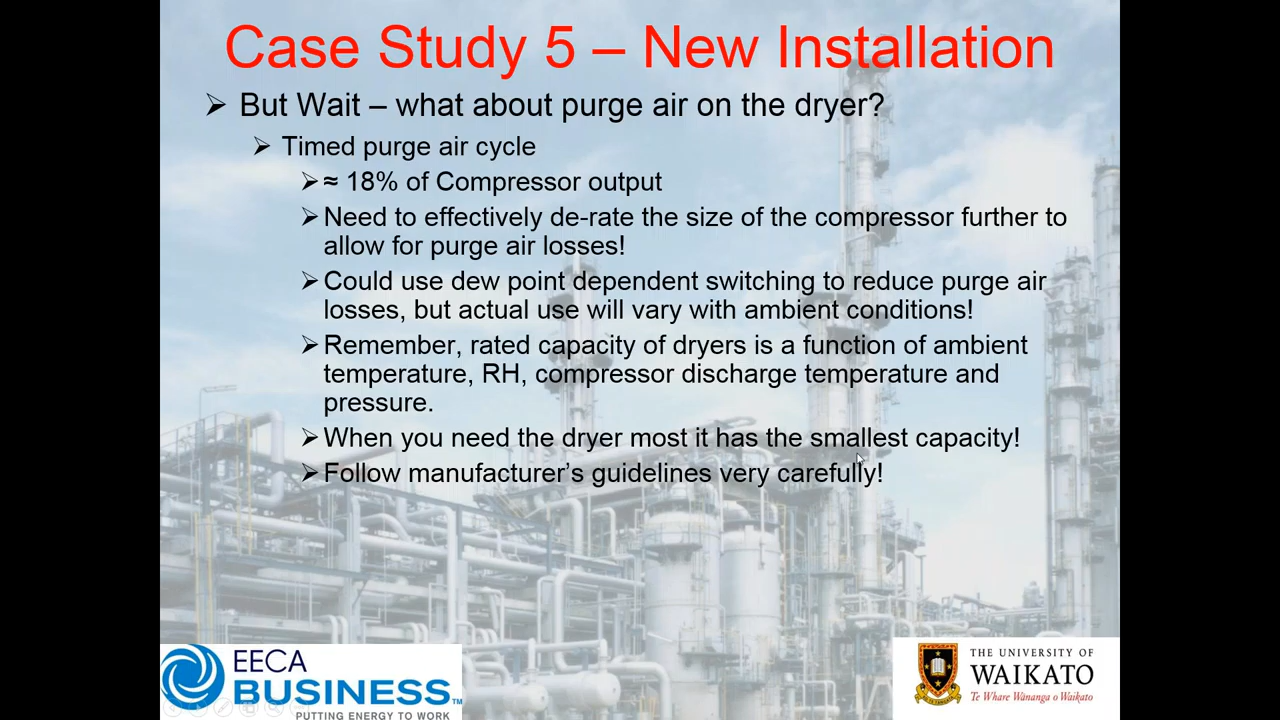 Case Study 5 – New Installation
➢ But Wait – what about purge air on the dryer?
➢ Timed purge air cycle
➢ ≈ 18% of Compressor output
➢ Need to effectively de-rate the size of the compressor further to
allow for purge air losses!
➢ Could use dew point dependent switching to reduce purge air
losses, but actual use will vary with ambient conditions!
➢ Remember, rated capacity of dryers is a function of ambient
temperature, RH, compressor discharge temperature and
pressure.
➢ When you need the dryer most it has the smallest capacity!
➢ Follow manufacturer’s guidelines very carefully!
EECA
BUSINESS™
PUTTING ENERGY TO WORK
THE UNIVERSITY OF
WAIKATO
Te Whare Wānanga o Waikato